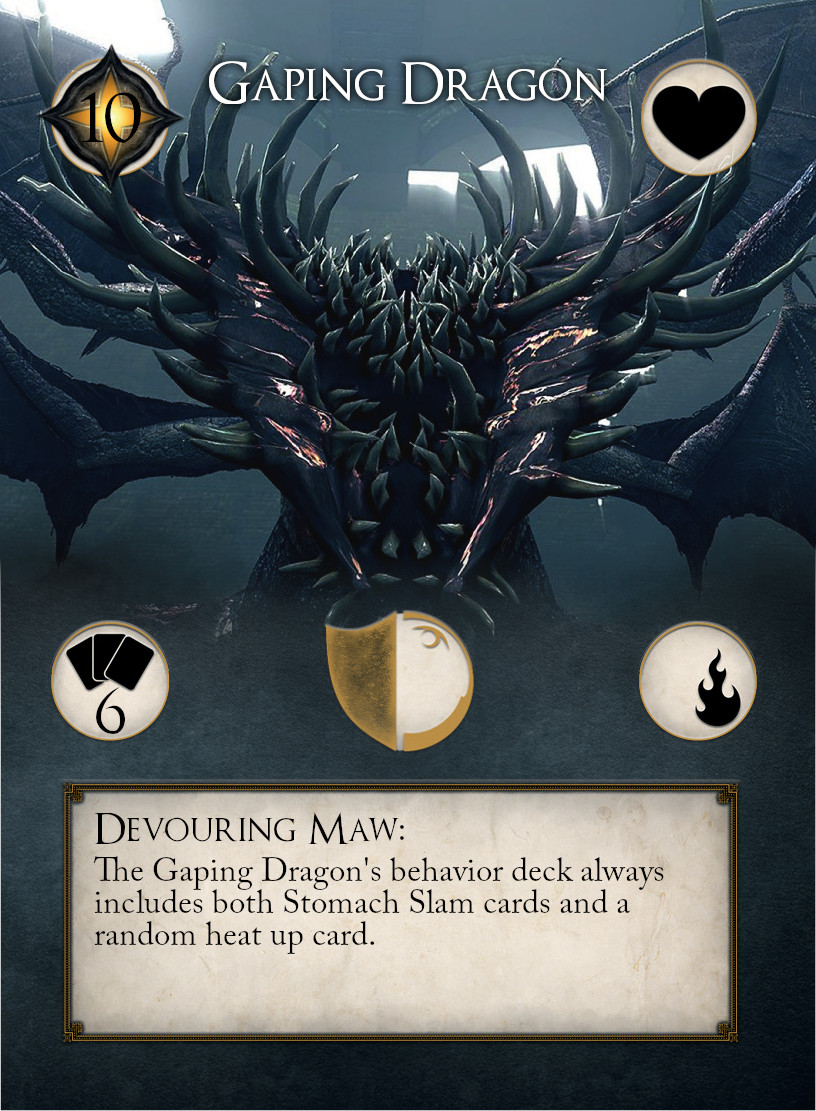 10
Gaping Dragon
6
Devouring Maw:
The Gaping Dragon's behavior deck always
includes both Stomach Slam cards and a
random heat up card.